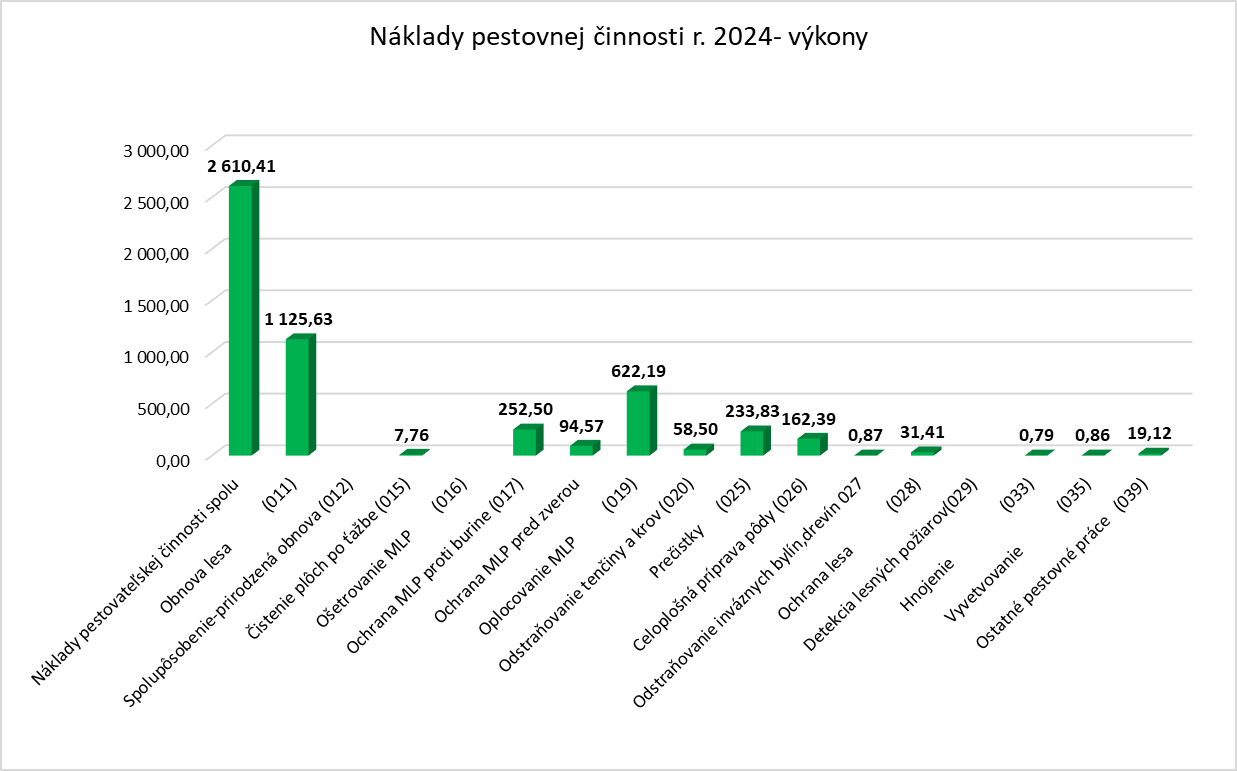 Náklady pestovnej činnosti r. 2024- výkony
3 000,00
2 500,00
2 000,00
1 500,00
1 000,00
500,00
0,00
2 610,41
1 125,63
7,76
252,50
94,57
622,19
58,50
233,83
162,39
0,87
31,41
0,79
0,86
19,12
Náklady pestovateľskej činnosti spolu
Obnova lesa (011)
Spolupôsobenie-prirodzená obnova (012)
Čistenie plôch po ťažbe (015)
Ošetrovanie MLP (016)
Ochrana MLP proti burine (017)
Ochrana MLP pred zverou
Oplocovanie MLP (019)
Odstraňovanie tenčiny a krov (020)
Prečistky (025)
Celoplošná príprava pôdy (026)
Odstraňovanie inváznych bylín,drevín 027
Ochrana lesa (028)
Detekcia lesných požiarov(029)
Hnojenie (033)
Vyvetvovanie (035)
Ostatné pestovné práce (039)